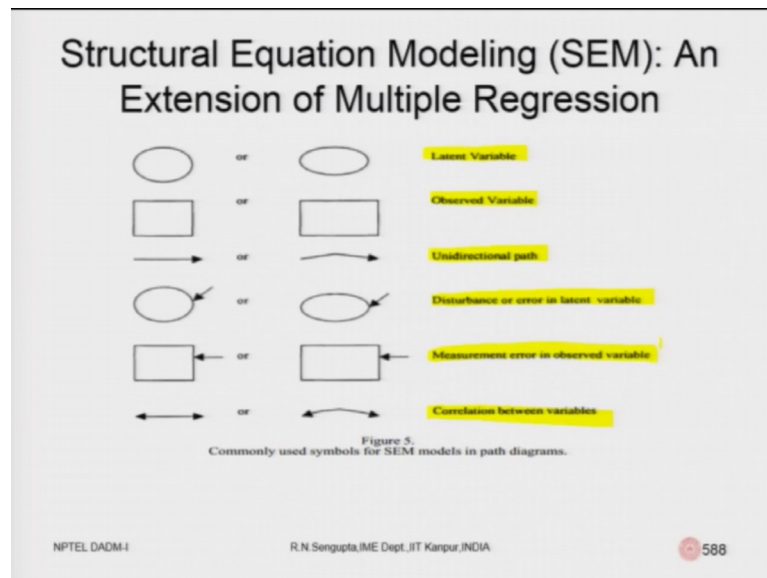 Structural Equation Modeling (SEM): An
Extension of Multiple Regression
or Latent Variable
or Observed Variable
or Unidirectional path
or Disturbance or error in latent variable
or Measurement error in observed variable
or Correlation between variables
Figure 5.
Commonly used symbols for SEM models in path diagrams.
NPTEL DADM-I R.N.Sengupta,IME Dept.,IIT Kanpur,INDIA 588